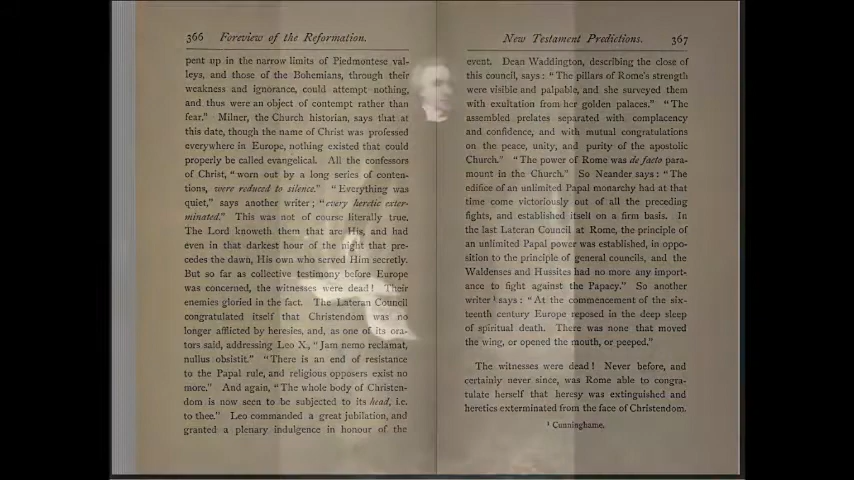 366 Foreview of the Reformation.
pent up in the narrow limits of Piedmontese val-
leys, and those of the Bohemians, through their
weakness and ignorance, could attempt nothing,
and thus were an object of contempt rather than
fear." Milner, the Church historian, says that at
this date, though the name of Christ was professed
everywhere in Europe, nothing existed that could
properly be called evangelical. All the confessors
of Christ, "worn out by a long series of conten-
tions, were reduced to silence." "Everything was
quiet," says another writer; "every heretic exter-
minated." This was not of course literally true.
The Lord knoweth them that are His, and had
even in that darkest hour of the night that pre-
cedes the dawn, His own who served Him secretly.
But so far as collective testimony before Europe
was concerned, the witnesses were dead! Their
enemies gloried in the fact. The Lateran Council
congratulated itself that Christendom was no
longer afflicted by heresies, and, as one of its ora-
tors said, addressing Leo X., "Jam nemo reclamat,
nullus obsistit." "There is an end of resistance
to the Papal rule, and religious opposers exist no
more." And again, "The whole body of Christen-
dom is now seen to be subjected to its head, i.e.
to thee." Leo commanded a great jubilation, and
granted a plenary indulgence in honour of the
New Testament Predictions. 367
event. Dean Waddington, describing the close of
this council, says: "The pillars of Rome's strength
were visible and palpable, and she surveyed them
with exultation from her golden palaces." "The
assembled prelates separated with complacency
and confidence, and with mutual congratulations
on the peace, unity, and purity of the apostolic
Church." "The power of Rome was de facto para-
mount in the Church." So Neander says: "The
edifice of an unlimited Papal monarchy had at that
time come victoriously out of all the preceding
fights, and established itself on a firm basis. In
the last Lateran Council at Rome, the principle of
an unlimited Papal power was established, in oppo-
sition to the principle of general councils, and the
Waldenses and Hussites had no more any import-
ance to fight against the Papacy." So another
writer ¹ says: "At the commencement of the six-
teenth century Europe reposed in the deep sleep
of spiritual death. There was none that moved
the wing, or opened the mouth, or peeped."
The witnesses were dead! Never before, and
certainly never since, was Rome able to congra-
tulate herself that heresy was extinguished and
heretics exterminated from the face of Christendom.
¹ Cunninghame.